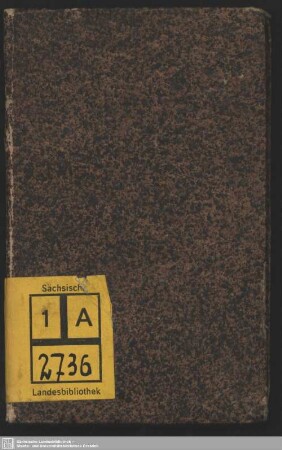 Sächsisch
1 A
2736
Landesbibliothek